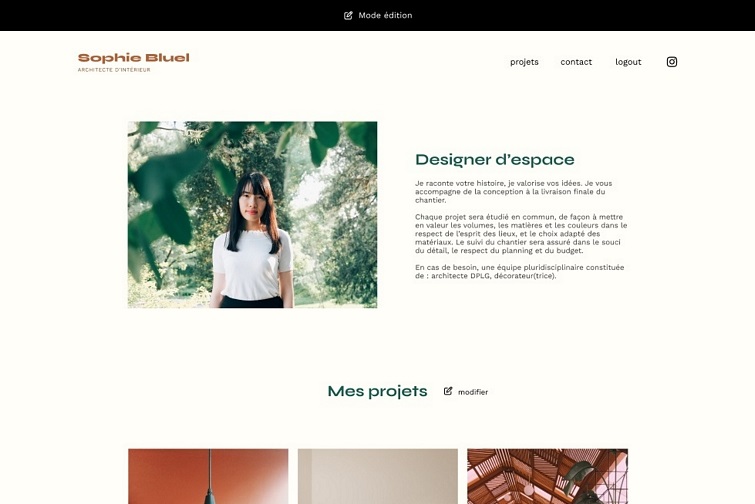 Mode édition
Sophie Bluel
ARCHITECTE D'INTÉRIEUR
projets
contact
logout
Designer d'espace
Je raconte votre histoire, je valorise vos idées. Je vous
accompagne de la conception à la livraison finale du
chantier.
Chaque projet sera étudié en commun, de façon à mettre
en valeur les volumes, les matières et les couleurs dans le
respect de l'esprit des lieux, et le choix adapté des
matériaux. Le suivi du chantier sera assuré dans le souci
du détail, le respect du planning et du budget.
En cas de besoin, une équipe pluridisciplinaire constituée
de : architecte DPLG, décorateur(trice).
Mes projets
modifier